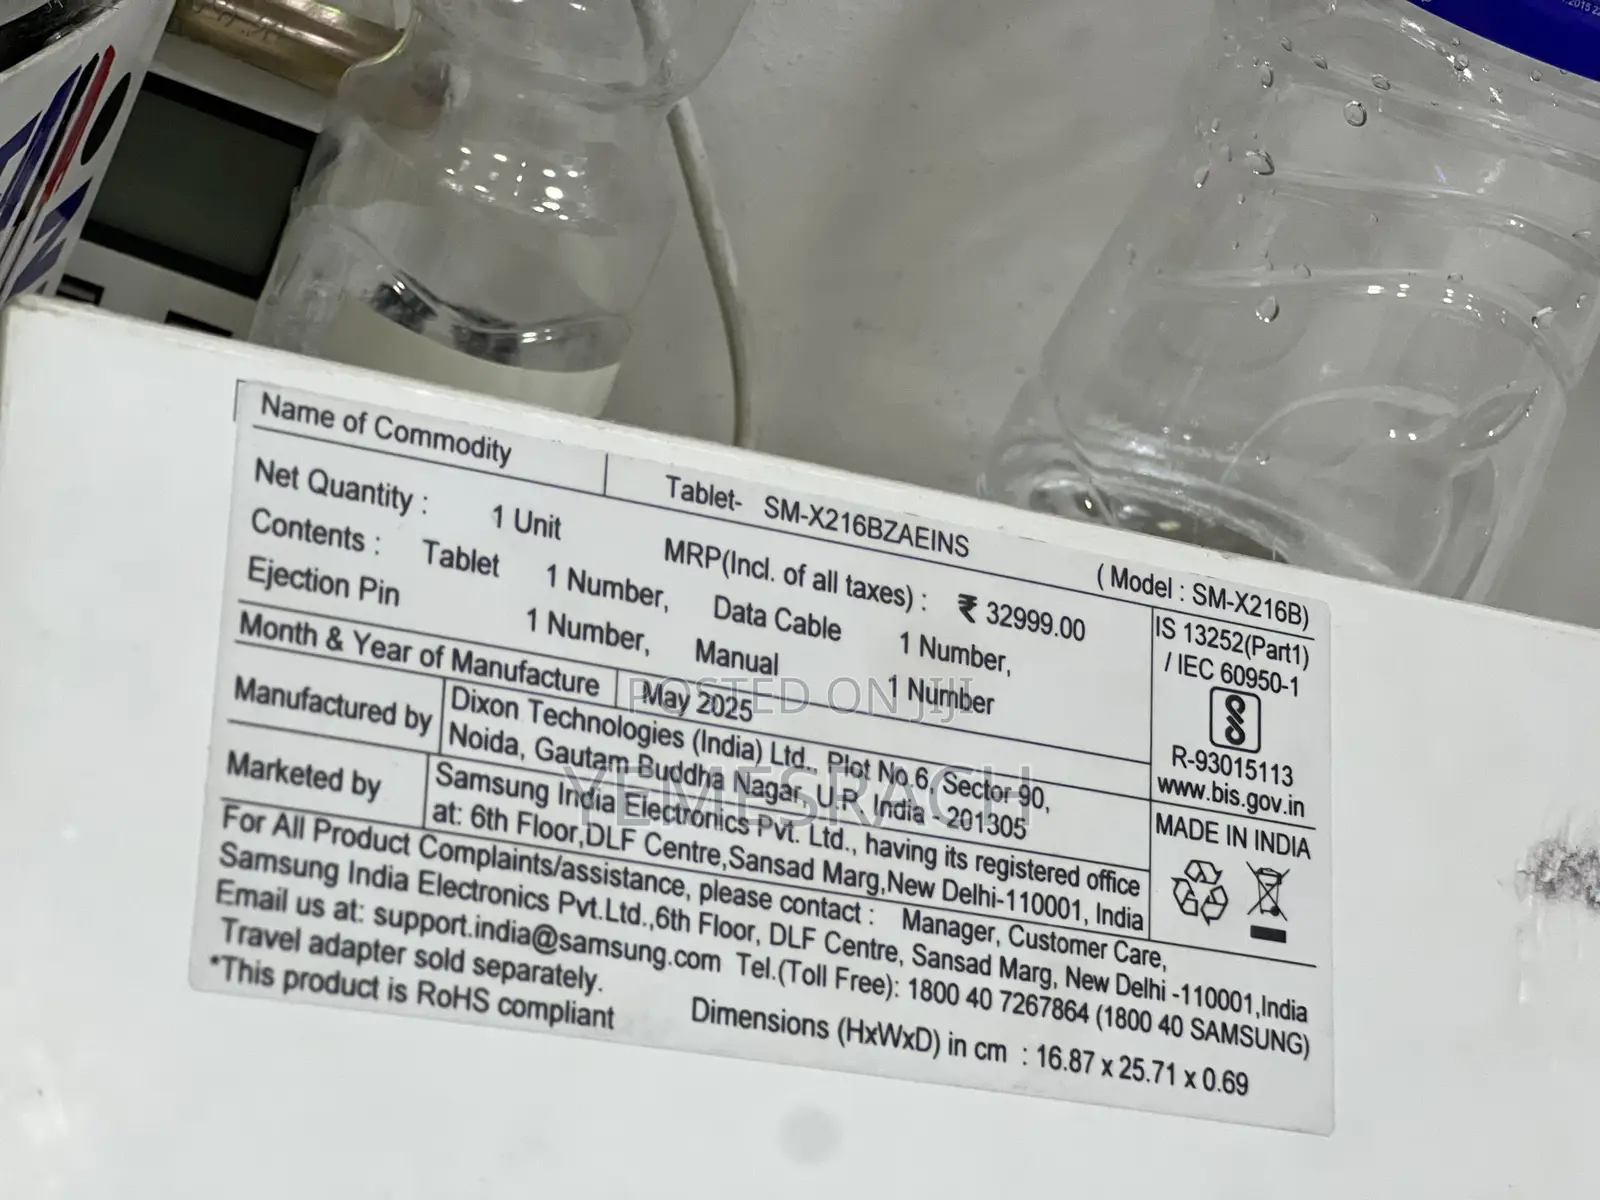 Name of Commodity Tablet- SM-X216BZAEINS (Model : SM-X216B)
Net Quantity : 1 Unit MRP(Incl. of all taxes) : ₹ 32999.00
Contents : Tablet 1 Number, Data Cable 1 Number,
Ejection Pin 1 Number, Manual 1 Number
Month & Year of Manufacture May 2025
Manufactured by Dixon Technologies (India) Ltd., Plot No.6, Sector-90,
Noida, Gautam Buddha Nagar, U.P. India - 201305
Marketed by Samsung India Electronics Pvt. Ltd., having its registered office
at: 6th Floor,DLF Centre,Sansad Marg,New Delhi-110001, India
IS 13252(Part1)
/ IEC 60950-1
R-93015113
www.bis.gov.in
MADE IN INDIA
For All Product Complaints/assistance, please contact : Manager, Customer Care,
Samsung India Electronics Pvt.Ltd.,6th Floor, DLF Centre, Sansad Marg, New Delhi -110001,India
Email us at: support.india@samsung.com Tel.(Toll Free): 1800 40 7267864 (1800 40 SAMSUNG)
Travel adapter sold separately.
*This product is RoHS compliant Dimensions (HxWxD) in cm : 16.87 x 25.71 x 0.69
POSTED ON JIJI
YEMESRACH